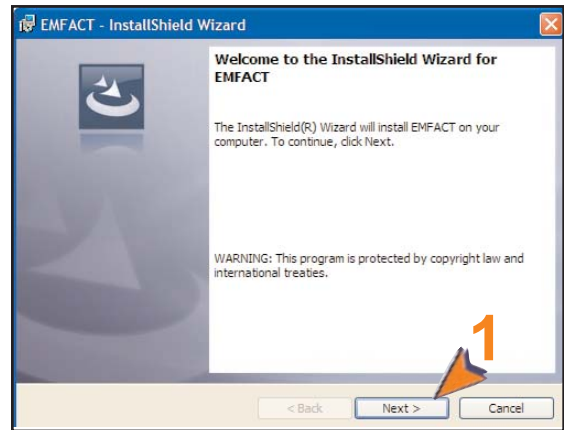 EMFACT - InstallShield Wizard
Welcome to the InstallShield Wizard for
EMFACT
The InstallShield(R) Wizard will install EMFACT on your
computer. To continue, click Next.
WARNING: This program is protected by copyright law and
international treaties.
1
< Back Next > Cancel